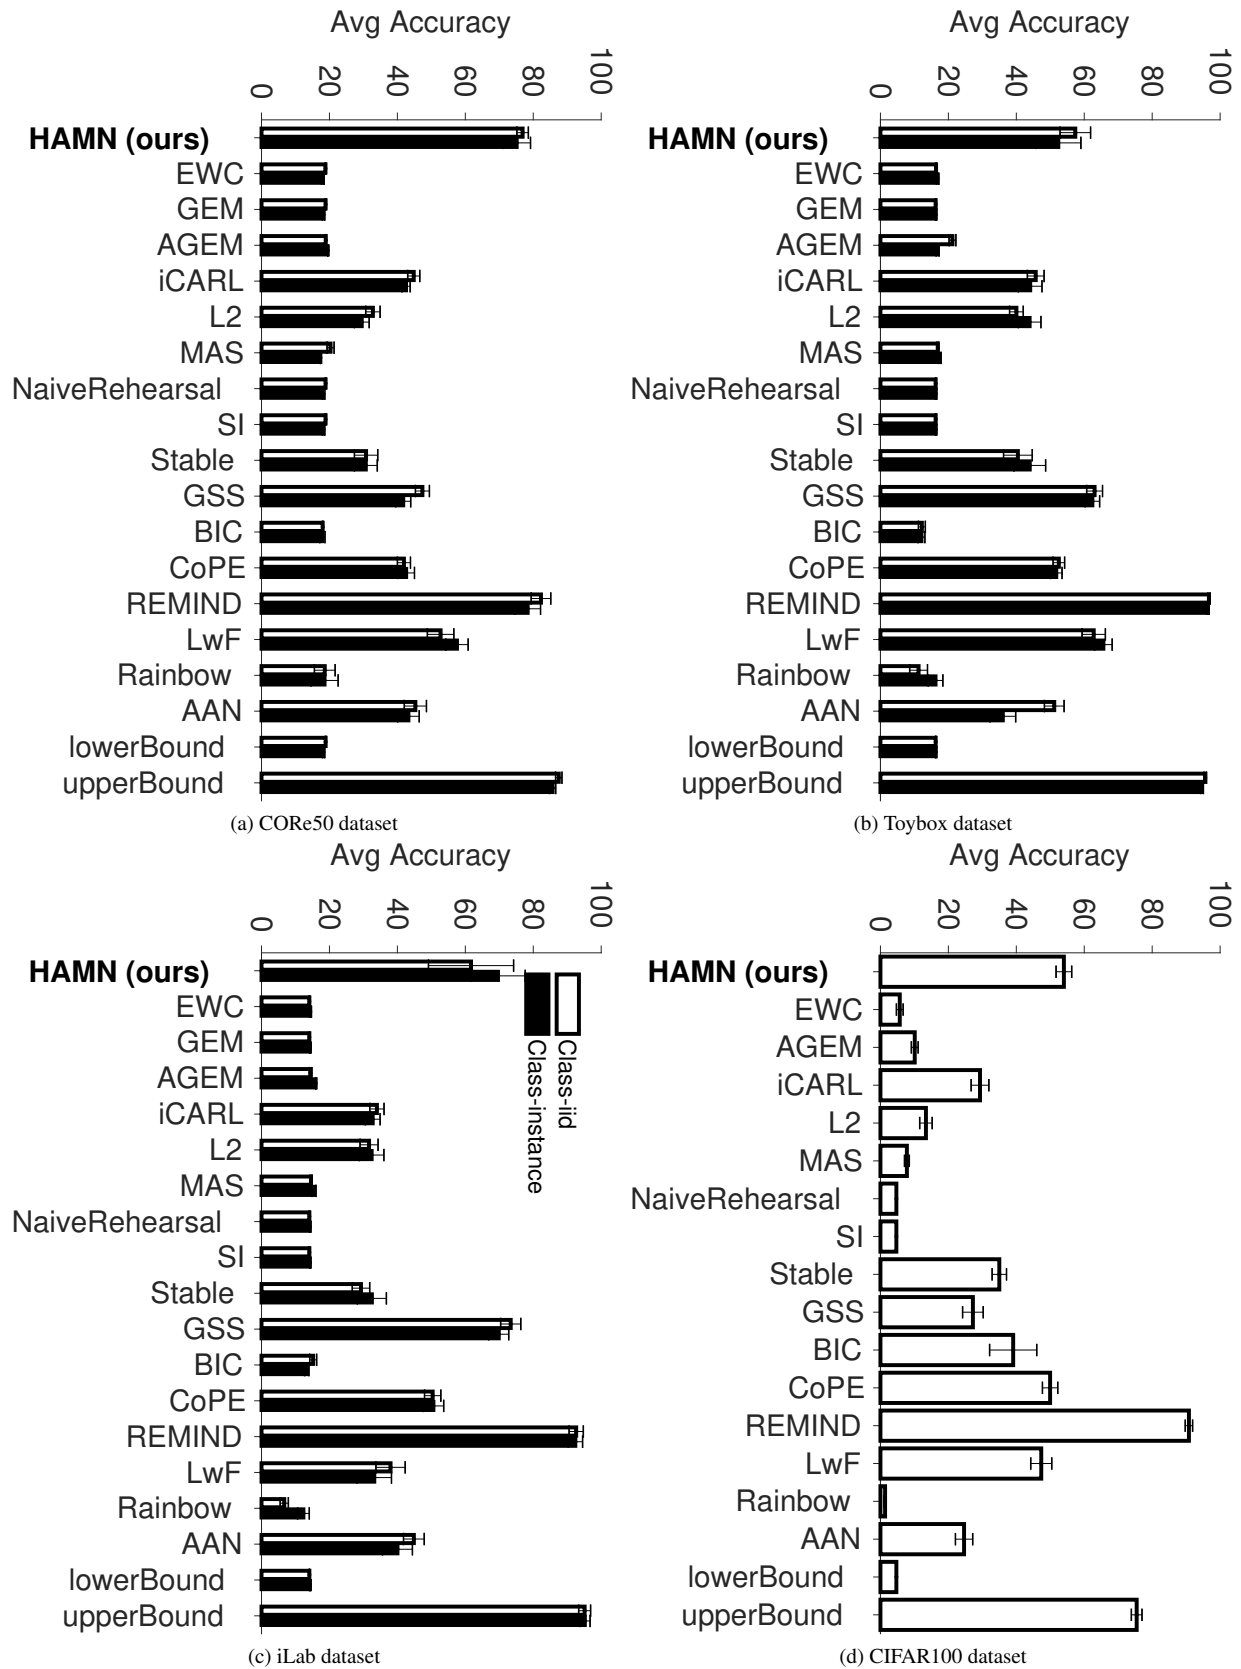 Avg Accuracy
0 20 40 60 80 100
HAMN (ours)
EWC
GEM
AGEM
iCARL
L2
MAS
NaiveRehearsal
SI
Stable
GSS
BIC
CoPE
REMIND
LwF
Rainbow
AAN
lowerBound
upperBound
(a) CORe50 dataset
Avg Accuracy
0 20 40 60 80 100
HAMN (ours)
EWC
GEM
AGEM
iCARL
L2
MAS
NaiveRehearsal
SI
Stable
GSS
BIC
CoPE
REMIND
LwF
Rainbow
AAN
lowerBound
upperBound
(b) Toybox dataset
Avg Accuracy
0 20 40 60 80 100
HAMN (ours)
EWC
GEM
AGEM
iCARL
L2
MAS
NaiveRehearsal
SI
Stable
GSS
BIC
CoPE
REMIND
LwF
Rainbow
AAN
lowerBound
upperBound
Class-iid
Class-instance
(c) iLab dataset
Avg Accuracy
0 20 40 60 80 100
HAMN (ours)
EWC
AGEM
iCARL
L2
MAS
NaiveRehearsal
SI
Stable
GSS
BIC
CoPE
REMIND
LwF
Rainbow
AAN
lowerBound
upperBound
(d) CIFAR100 dataset